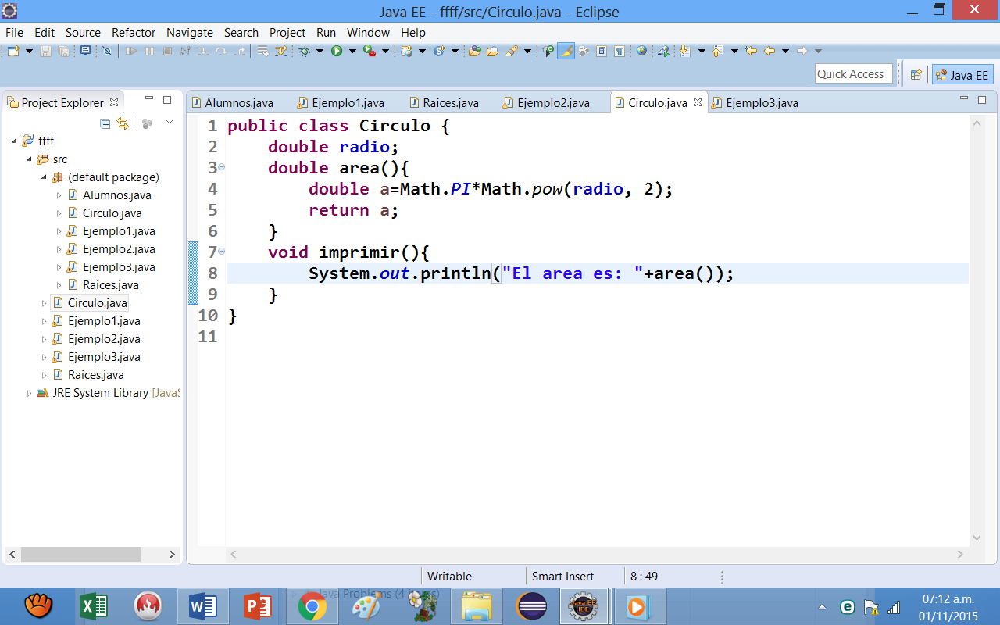 Java EE - ffff/src/Circulo.java - Eclipse
File Edit Source Refactor Navigate Search Project Run Window Help
Quick Access
Java EE
Project Explorer
Alumnos.java Ejemplo1.java Raices.java Ejemplo2.java Circulo.java Ejemplo3.java
ffff
src
(default package)
Alumnos.java
Circulo.java
Ejemplo1.java
Ejemplo2.java
Ejemplo3.java
Raices.java
Circulo.java
Ejemplo1.java
Ejemplo2.java
Ejemplo3.java
Raices.java
JRE System Library [JavaS
1 public class Circulo {
2 double radio;
3 double area(){
4 double a=Math.PI*Math.pow(radio, 2);
5 return a;
6 }
7 void imprimir(){
8 System.out.println("El area es: "+area());
9 }
10 }
11
Writable Smart Insert 8 : 49
Java Problems (4 items)
Java EE
IDE
07:12 a.m.
01/11/2015